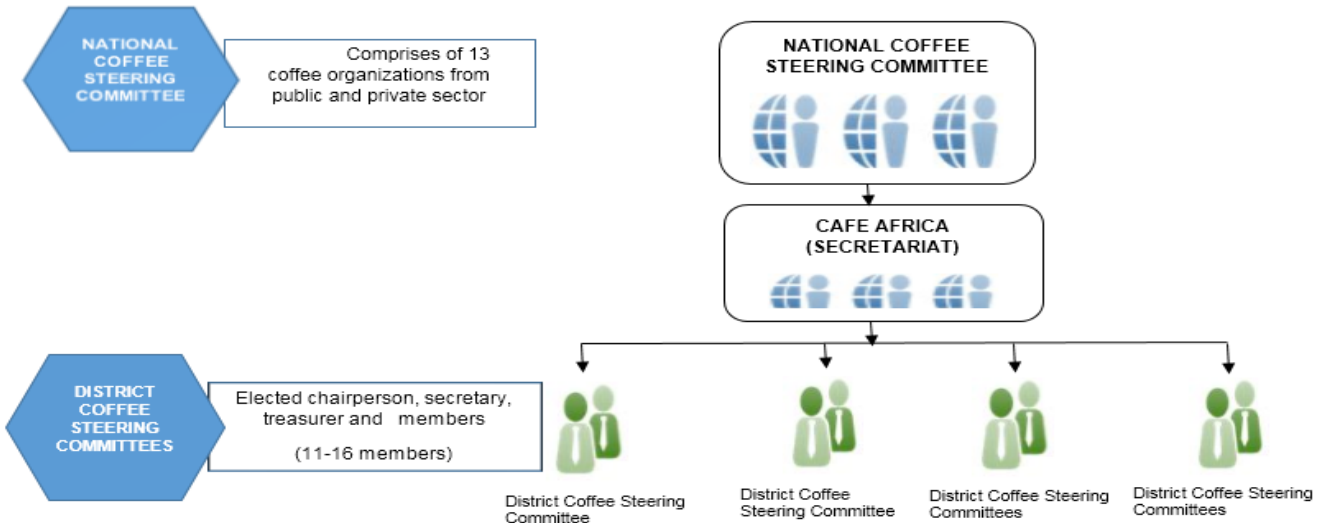 NATIONAL
COFFEE
STEERING
COMMITTEE
Comprises of 13
coffee organizations from
public and private sector
NATIONAL COFFEE
STEERING COMMITTEE
CAFE AFRICA
(SECRETARIAT)
DISTRICT
COFFEE
STEERING
COMMITTEES
Elected chairperson, secretary,
treasurer and members
(11-16 members)
District Coffee Steering
Committee
District Coffee
Steering Committee
District Coffee Steering
Committees
District Coffee Steering
Committees